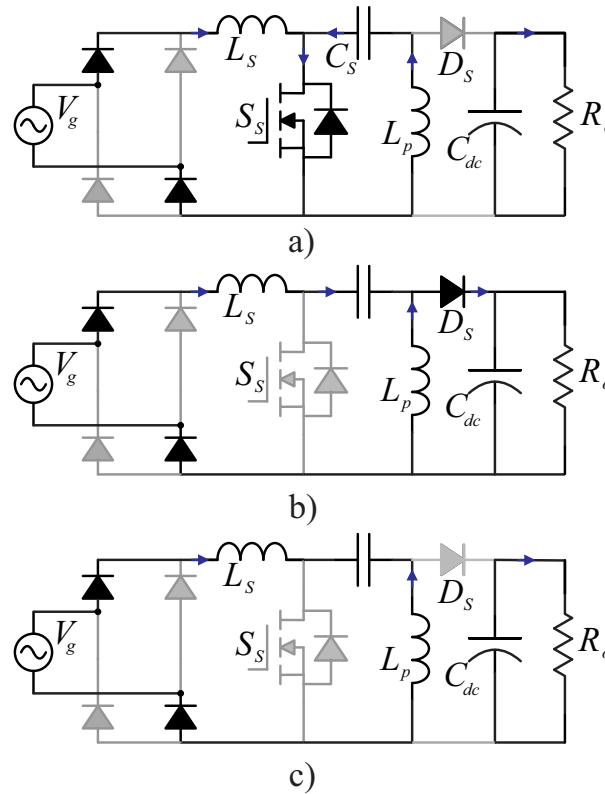 L_S C_S D_S
V_g S_S L_p C_dc
a)
L_S D_S
V_g S_S L_p C_dc
b)
L_S D_S
V_g S_S L_p C_dc
c)